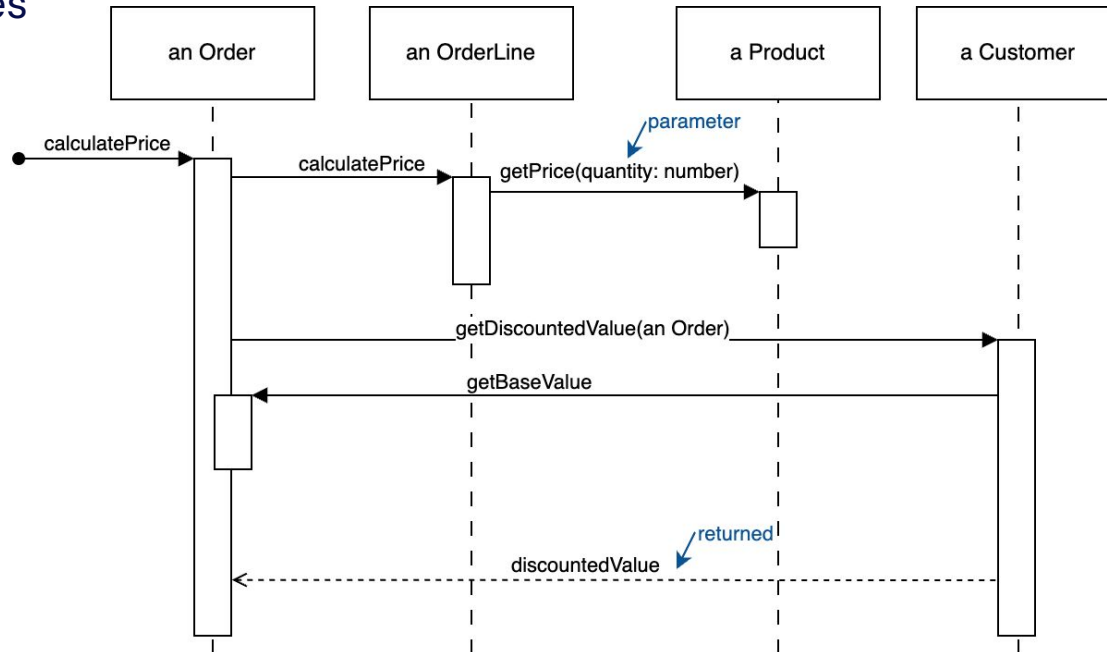 es
an Order
an OrderLine
a Product
a Customer
parameter
calculatePrice
calculatePrice
getPrice(quantity: number)
getDiscountedValue(an Order)
getBaseValue
returned
discountedValue